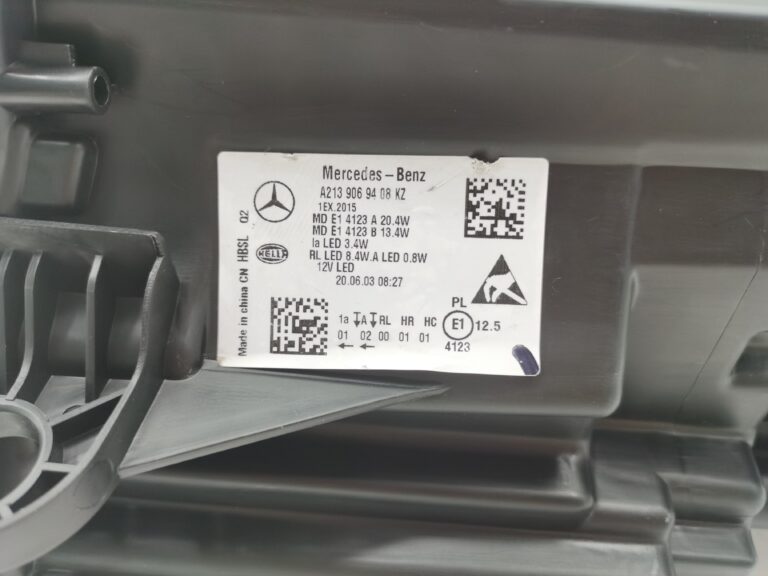 Mercedes-Benz
A213 906 94 08 KZ
1EX.2015
MD E1 4123 A 20.4W
MD E1 4123 B 13.4W
la LED 3.4W
RL LED 8.4W.A LED 0.8W
12V LED
20.06.03 08:27
HELLA
Made in china CN HBSL 02
1a A RL HR HC
01 02 00 01 01
PL
E1 12.5
4123